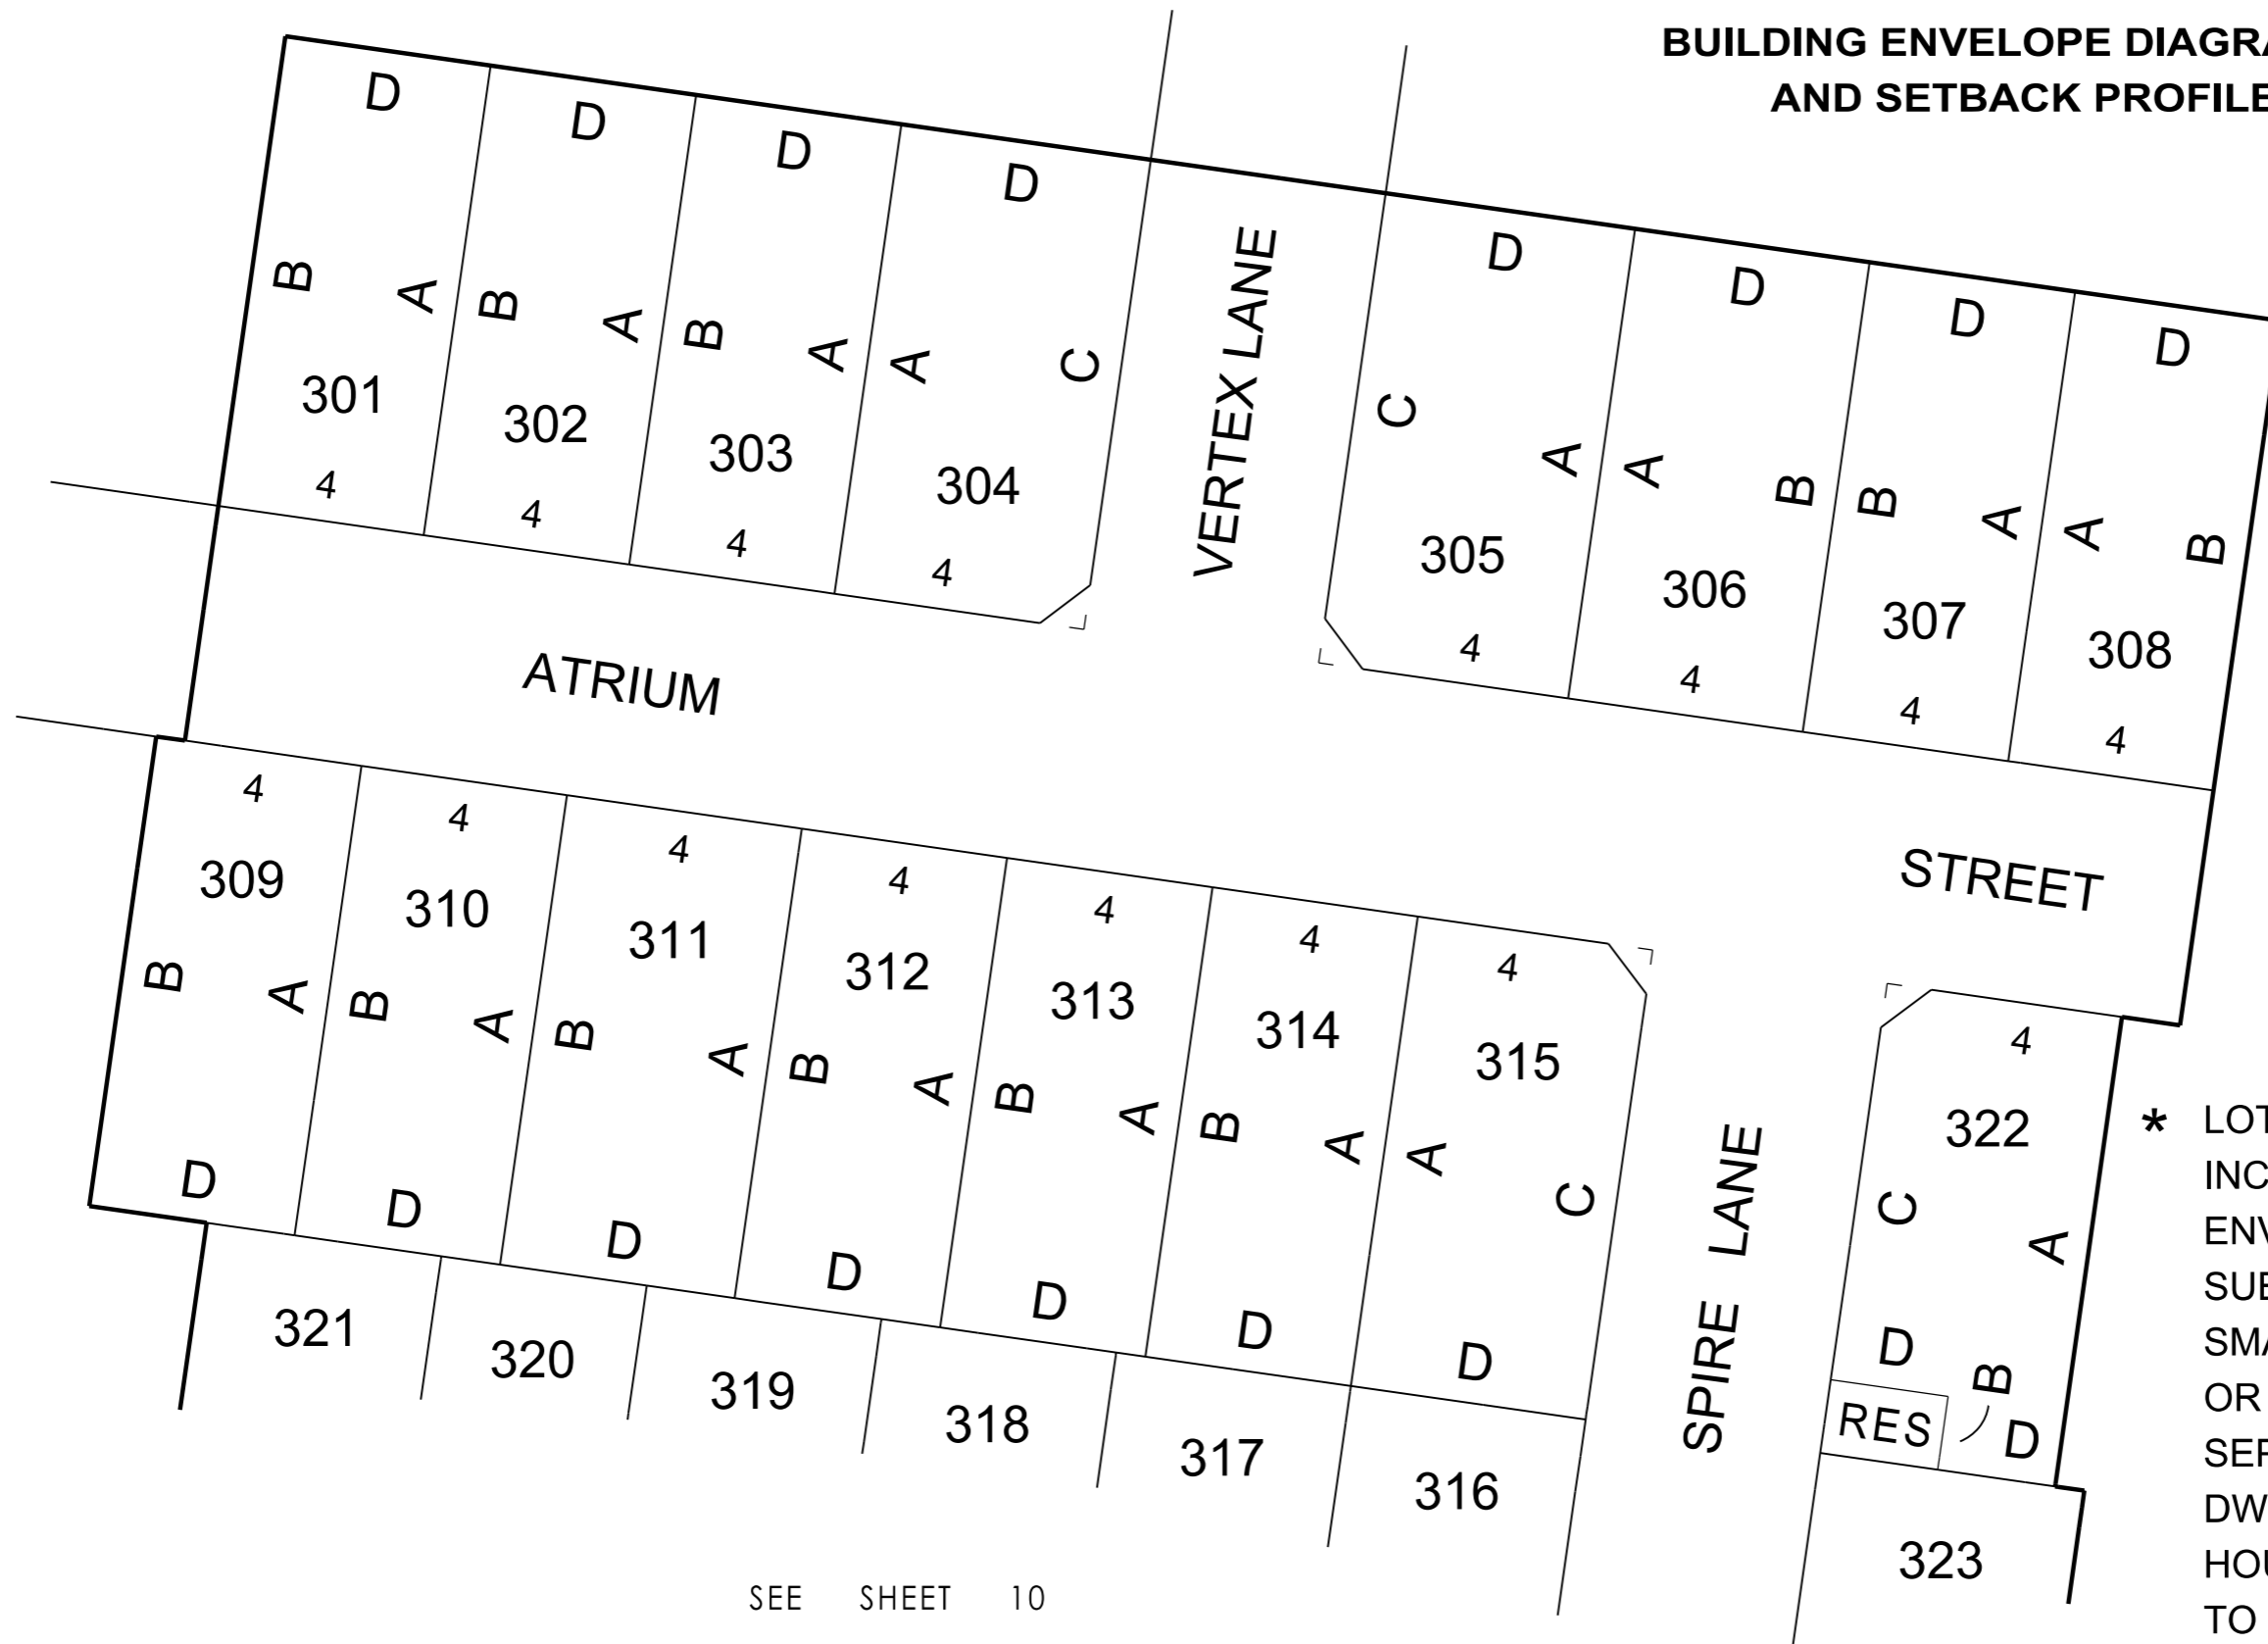 BUILDING ENVELOPE DIAGRA
AND SETBACK PROFILE
D
D
D
D
D
D
D
D
B A B A B A A C
VERTEX LANE
C A A B B A A B
301
302
303
304
305
306
307
308
4
4
4
4
4
4
4
4
ATRIUM
STREET
4
4
4
4
4
4
4
4
309
310
311
312
313
314
315
322
B A B A B A B A B A B A A C
SPIRE LANE
C A
D
D
D
D
D
D
D
D
B
RES
D
321
320
319
318
317
316
323
SEE SHEET 10
* LOT
INC
ENV
SUB
SMA
OR
SEP
DW
HOU
TO